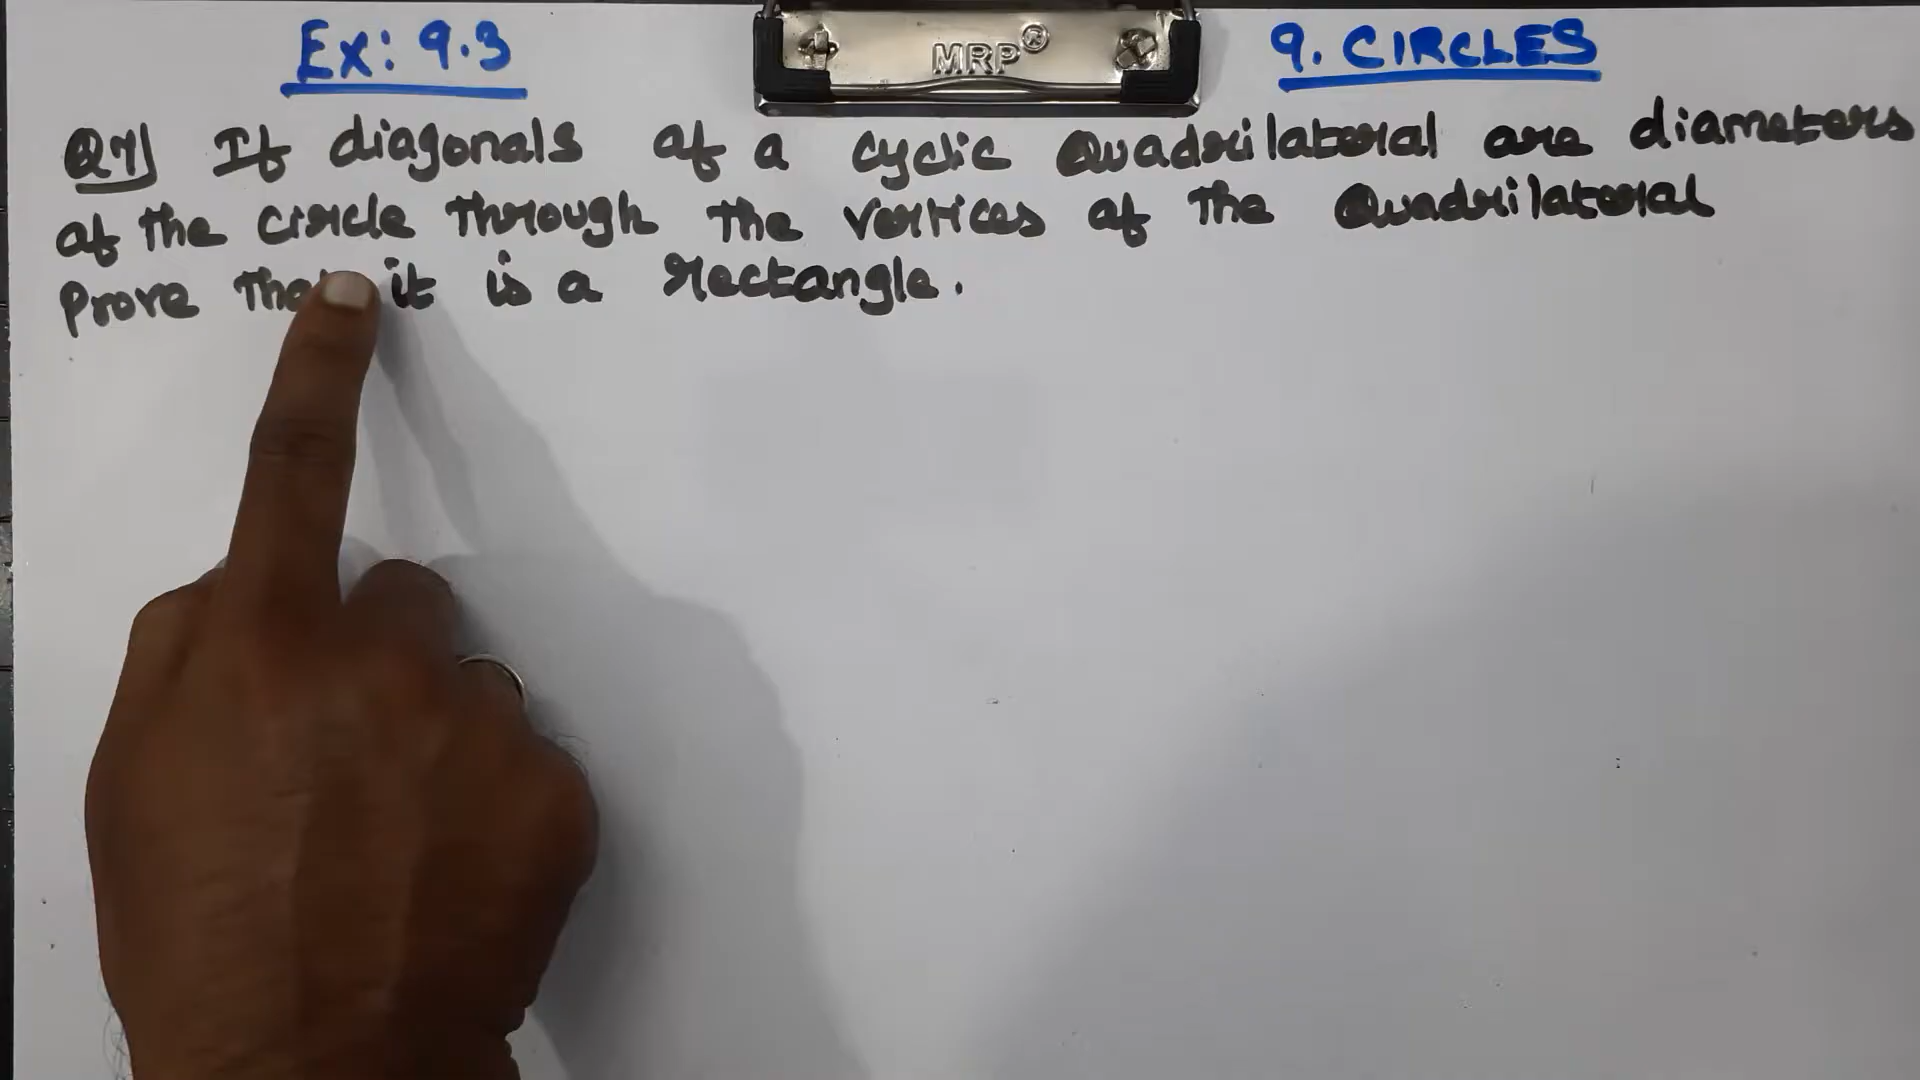 Ex: 9.3
MRP®
9. CIRCLES
Q7) If diagonals of a cyclic Quadrilateral are diameters
of the circle through the vertices of the Quadrilateral
Prove that it is a rectangle.